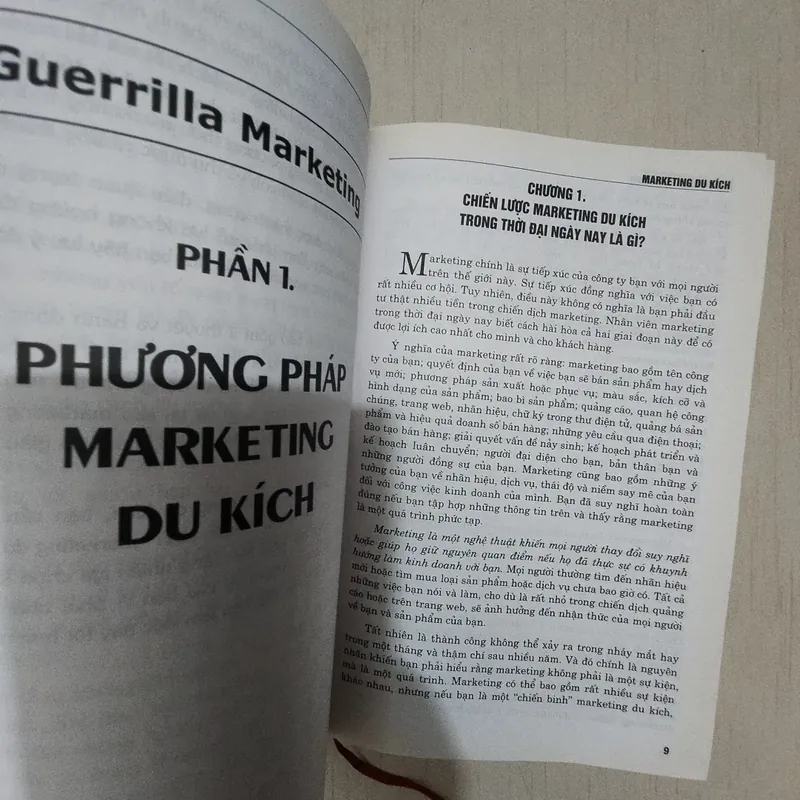 Guerrilla Marketing
PHẦN 1.
PHƯƠNG PHÁP
MARKETING
DU KÍCH
MARKETING DU KÍCH
CHƯƠNG 1.
CHIẾN LƯỢC MARKETING DU KÍCH
TRONG THỜI ĐẠI NGÀY NAY LÀ GÌ?
Marketing chính là sự tiếp xúc của công ty bạn với mọi người
trên thế giới này. Sự tiếp xúc đồng nghĩa với việc bạn có
rất nhiều cơ hội. Tuy nhiên, điều này không có nghĩa là bạn phải đầu
tư thật nhiều tiền trong chiến dịch marketing. Nhân viên marketing
trong thời đại ngày nay biết cách hài hòa cả hai giai đoạn này để có
được lợi ích cao nhất cho mình và cho khách hàng.
Ý nghĩa của marketing rất rõ ràng: marketing bao gồm tên công
ty của bạn; quyết định của bạn về việc bạn sẽ bán sản phẩm hay dịch
vụ mới; phương pháp sản xuất hoặc phục vụ; màu sắc, kích cỡ và
hình dạng của sản phẩm; bao bì sản phẩm; quảng cáo, quan hệ công
chúng, trang web, nhãn hiệu, chữ ký trong thư điện tử, quảng bá sản
phẩm và hiệu quả doanh số bán hàng; những yêu cầu qua điện thoại;
đào tạo bán hàng; giải quyết vấn đề nảy sinh; kế hoạch phát triển và
kế hoạch luân chuyển; người đại diện cho bạn, bản thân bạn và
những người đồng sự của bạn. Marketing cũng bao gồm những ý
tưởng của bạn về nhãn hiệu, dịch vụ, thái độ và niềm say mê của bạn
đối với công việc kinh doanh của mình. Bạn đã suy nghĩ hoàn toàn
đúng nếu bạn tập hợp những thông tin trên và thấy rằng marketing
là một quá trình phức tạp.
Marketing là một nghệ thuật khiến mọi người thay đổi suy nghĩ
hoặc giúp họ giữ nguyên quan điểm nếu họ đã thực sự có khuynh
hướng làm kinh doanh với bạn. Mọi người thường tìm đến nhãn hiệu
mới hoặc tìm mua loại sản phẩm hoặc dịch vụ chưa bao giờ có. Tất cả
những việc bạn nói và làm, cho dù là rất nhỏ trong chiến dịch quảng
cáo hoặc trên trang web, sẽ ảnh hưởng đến nhận thức của mọi người
về bạn và sản phẩm của bạn.
Tất nhiên là thành công không thể xảy ra trong nháy mắt hay
trong một tháng và thậm chí sau nhiều năm. Và đó chính là nguyên
nhân khiến bạn phải hiểu rằng marketing không phải là một sự kiện,
mà là một quá trình. Marketing có thể bao gồm rất nhiều sự kiện
khác nhau, nhưng nếu bạn là một “chiến binh” marketing du kích,
9